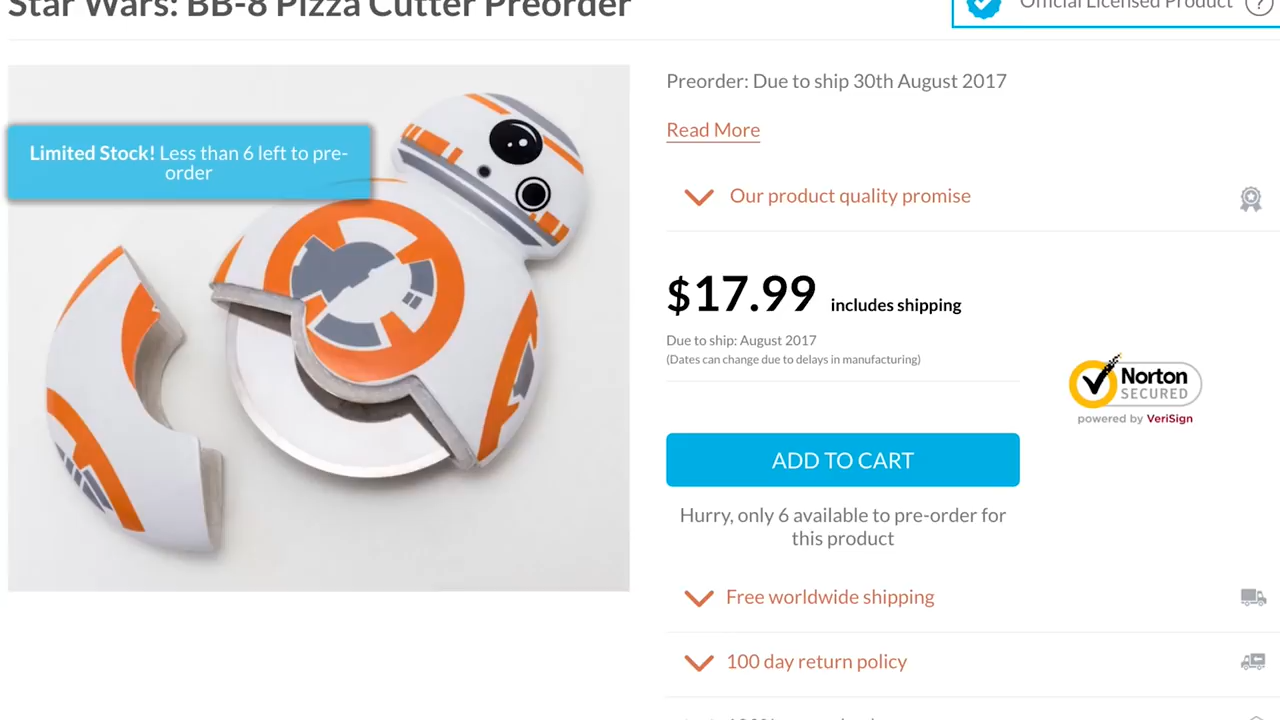 Star Wars: BB-8 Pizza Cutter Preorder
Official Licensed Product ?
Limited Stock! Less than 6 left to pre-
order
Preorder: Due to ship 30th August 2017
Read More
Our product quality promise
$17.99 includes shipping
Due to ship: August 2017
(Dates can change due to delays in manufacturing)
Norton
SECURED
powered by VeriSign
ADD TO CART
Hurry, only 6 available to pre-order for
this product
Free worldwide shipping
100 day return policy